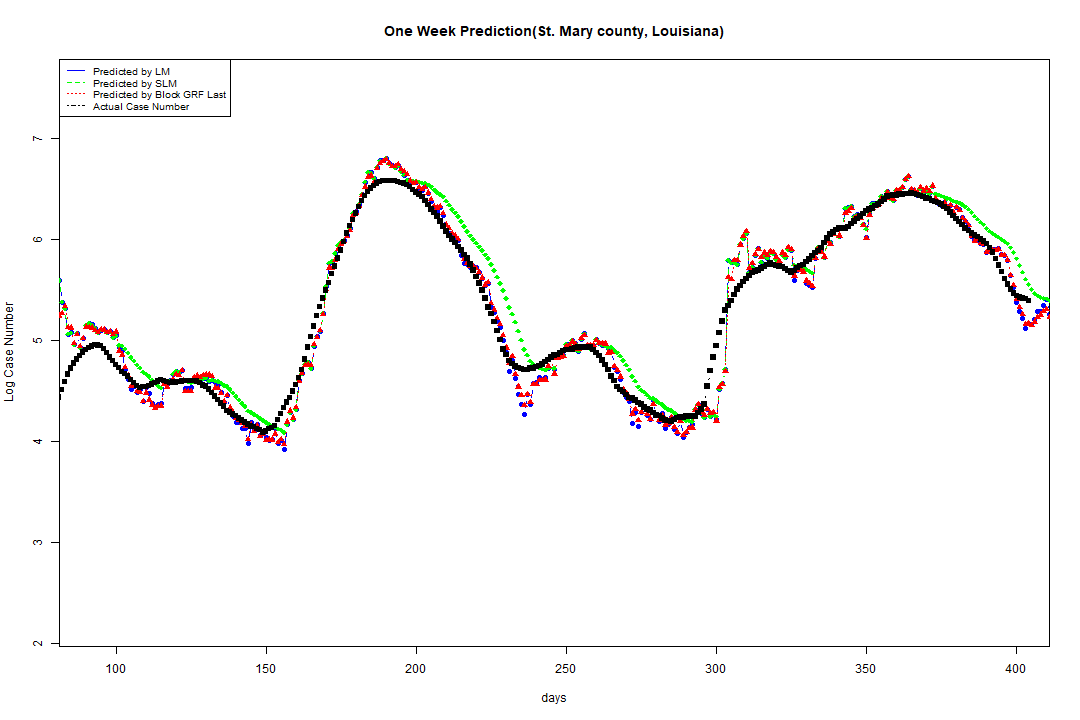 One Week Prediction(St. Mary county, Louisiana)
Predicted by LM
Predicted by SLM
Predicted by Block GRF Last
Actual Case Number
7
6
5
4
3
2
Log Case Number
100 150 200 250 300 350 400
days